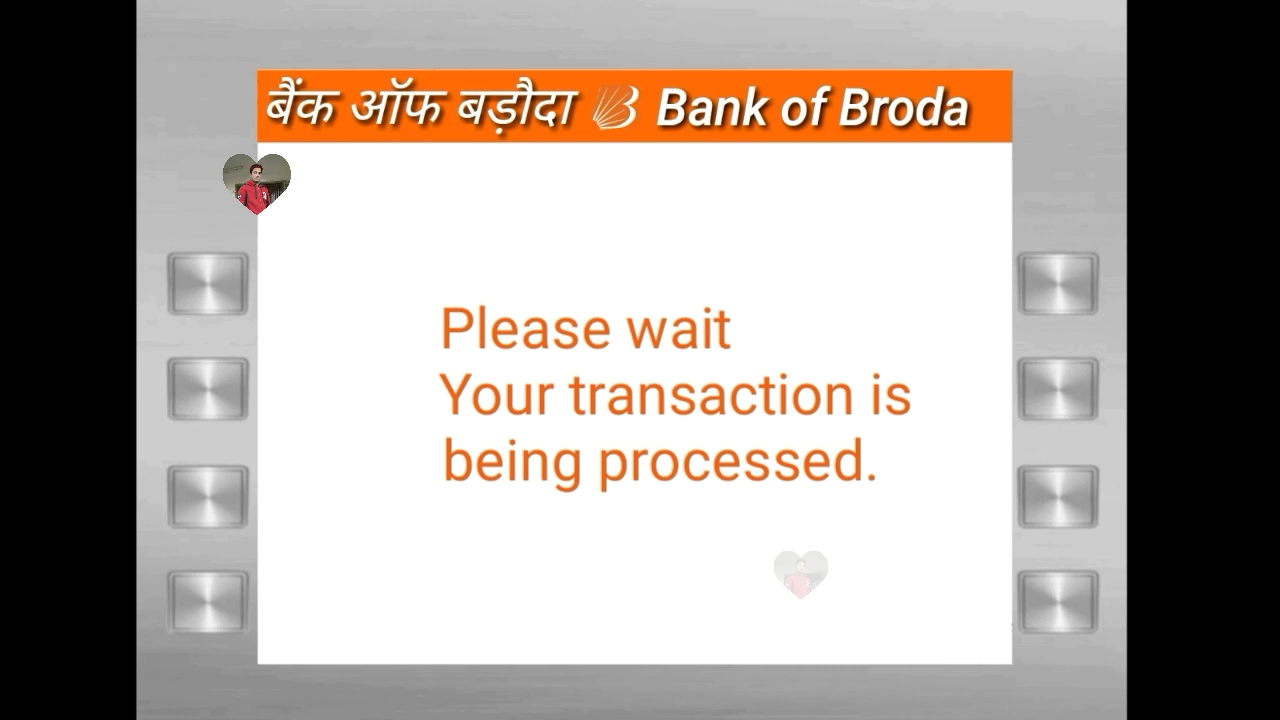 बैंक ऑफ बड़ौदा Bank of Broda
Please wait
Your transaction is
being processed.